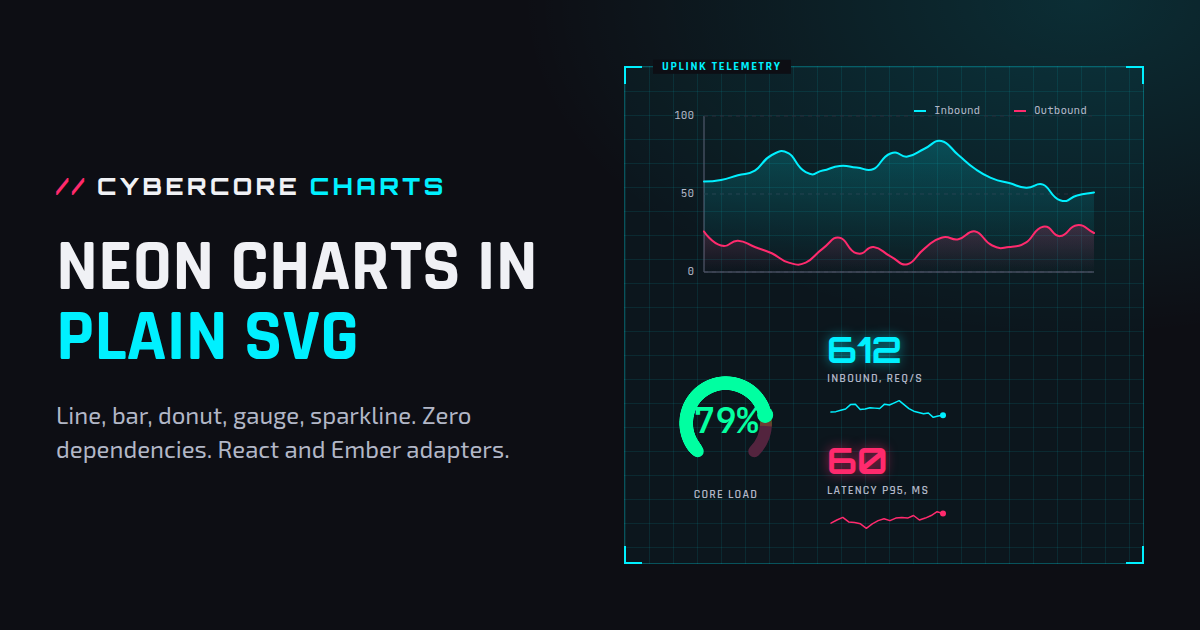 // CYBERCORE CHARTS
NEON CHARTS IN
PLAIN SVG
Line, bar, donut, gauge, sparkline. Zero
dependencies. React and Ember adapters.
UPLINK TELEMETRY
Inbound Outbound
100
50
0
79%
CORE LOAD
612
INBOUND, REQ/S
60
LATENCY P95, MS